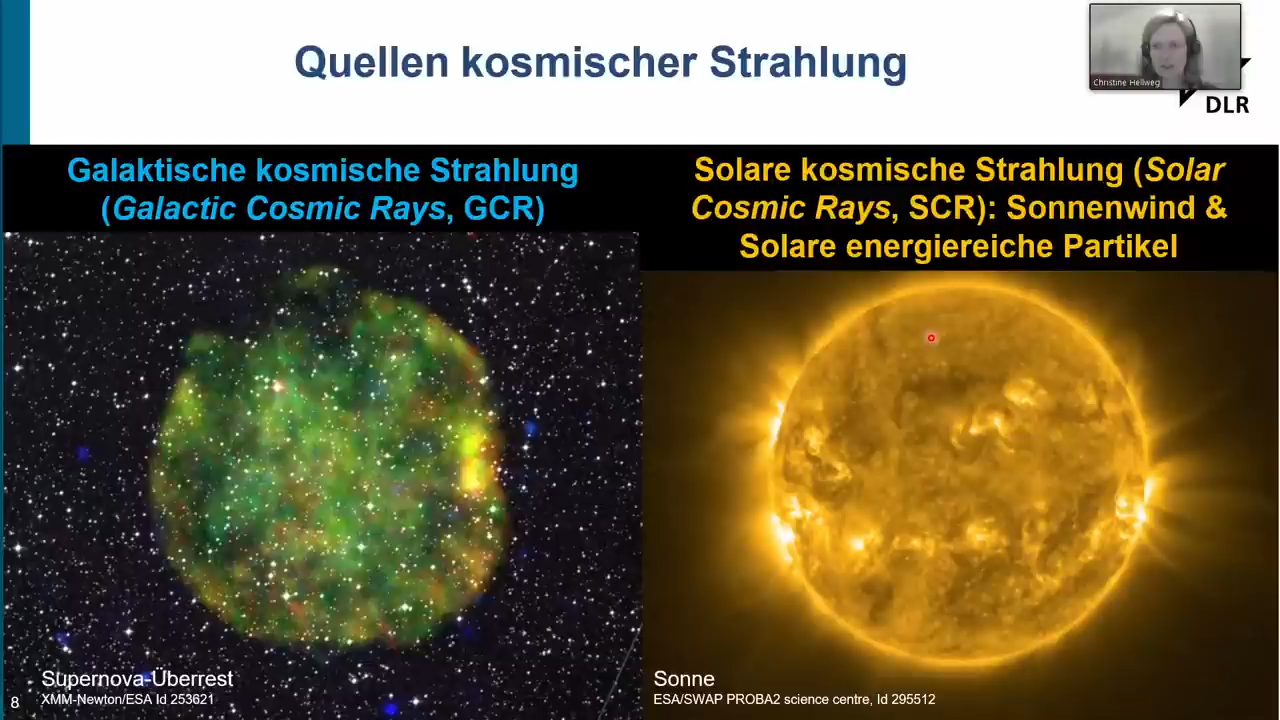 Quellen kosmischer Strahlung
Christine Hellweg
DLR
Galaktische kosmische Strahlung
(Galactic Cosmic Rays, GCR)
Solare kosmische Strahlung (Solar
Cosmic Rays, SCR): Sonnenwind &
Solare energiereiche Partikel
Supernova-Überrest
XMM-Newton/ESA Id 253621
Sonne
ESA/SWAP PROBA2 science centre, Id 295512
8